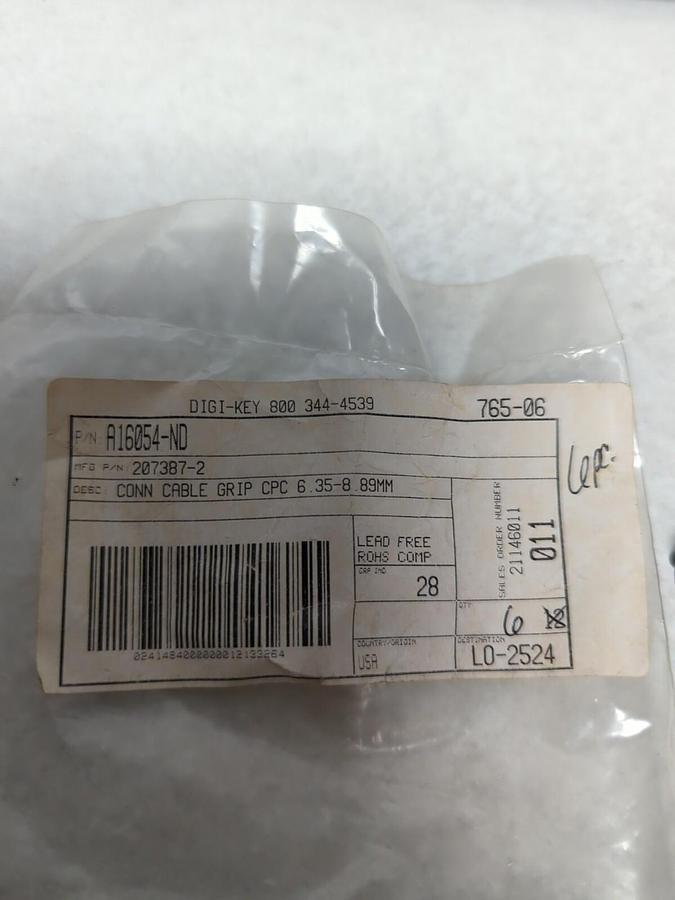 DIGI-KEY 800 344-4539 765-06
P/N: A16054-ND
MFG P/N: 207387-2
DESC: CONN CABLE GRIP CPC 6.35-8.89MM
6pc.
SALES ORDER NUMBER
21146011
011
LEAD FREE
ROHS COMP
28
QTY
6 12
COUNTRY/ORIGIN
USA
DESTINATION
LO-2524